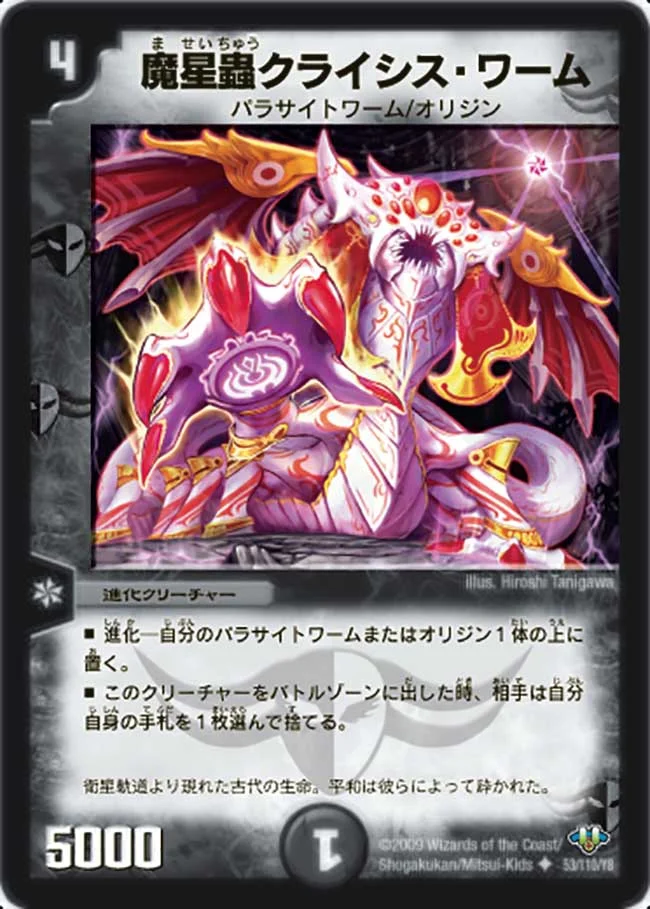 4
ま せいちゅう
魔星蟲クライシス・ワーム
パラサイトワーム/オリジン
illus. Hiroshi Tanigawa
進化クリーチャー
■ 進化─自分のパラサイトワームまたはオリジン1体の上に
置く。
■ このクリーチャーをバトルゾーンに出した時、相手は自分
自身の手札を1枚選んで捨てる。
衛星軌道より現れた古代の生命。平和は彼らによって砕かれた。
5000
1
©2009 Wizards of the Coast/
Shogakukan/Mitsui-Kids ◆ 53/110/Y8